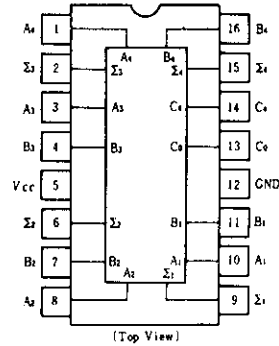 A₄ 1 16 B₄
A₄ B₄
Σ₃ 2 Σ₃ Σ₄ 15 Σ₄
A₃ 3 A₃ C₄ 14 C₄
B₃ 4 B₃ C₀ 13 C₀
Vcc 5 12 GND
Σ₂ 6 Σ₂ B₁ 11 B₁
B₂ 7 B₂ A₁ 10 A₁
A₂ Σ₁
A₂ 8 9 Σ₁
(Top View)